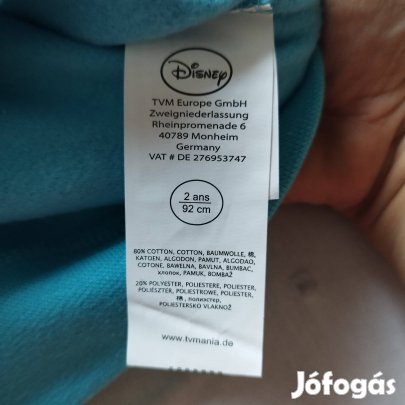 Disney
TVM Europe GmbH
Zweigniederlassung
Rheinpromenade 6
40789 Monheim
Germany
VAT # DE 276953747
2 ans
92 cm
80% COTTON, COTTON, BAUMWOLLE, 棉,
KATOEN, ALGODON, PAMUT, ALGODAO,
COTONE, BAWELNA, BAVLNA, BUMBAC,
хлопок, PAMUK, BOMBAŽ
20% POLYESTER, POLIESTERE, POLIESTER,
POLIÉSZTER, POLIESTROWE, POLIESTER,
полиэстер,
POLIESTERSKO VLAKNOŽ
www.tvmania.de
Jófogás